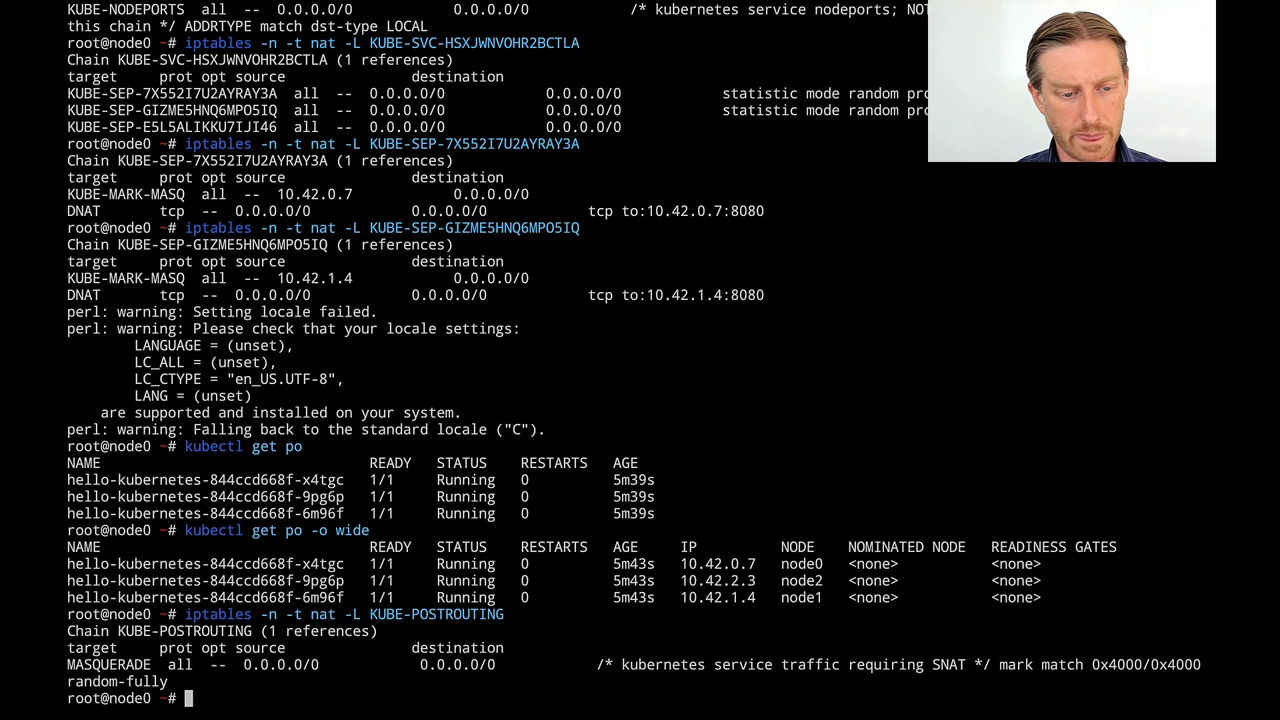 KUBE-NODEPORTS  all  --  0.0.0.0/0            0.0.0.0/0            /* kubernetes service nodeports; NOT
this chain */ ADDRTYPE match dst-type LOCAL
root@node0 ~# iptables -n -t nat -L KUBE-SVC-HSXJWNVOHR2BCTLA
Chain KUBE-SVC-HSXJWNVOHR2BCTLA (1 references)
target     prot opt source               destination
KUBE-SEP-7X552I7U2AYRAY3A  all  --  0.0.0.0/0            0.0.0.0/0            statistic mode random pro
KUBE-SEP-GIZME5HNQ6MPO5IQ  all  --  0.0.0.0/0            0.0.0.0/0            statistic mode random pro
KUBE-SEP-E5L5ALIKKU7IJI46  all  --  0.0.0.0/0            0.0.0.0/0
root@node0 ~# iptables -n -t nat -L KUBE-SEP-7X552I7U2AYRAY3A
Chain KUBE-SEP-7X552I7U2AYRAY3A (1 references)
target     prot opt source               destination
KUBE-MARK-MASQ  all  --  10.42.0.7            0.0.0.0/0
DNAT       tcp  --  0.0.0.0/0            0.0.0.0/0            tcp to:10.42.0.7:8080
root@node0 ~# iptables -n -t nat -L KUBE-SEP-GIZME5HNQ6MPO5IQ
Chain KUBE-SEP-GIZME5HNQ6MPO5IQ (1 references)
target     prot opt source               destination
KUBE-MARK-MASQ  all  --  10.42.1.4            0.0.0.0/0
DNAT       tcp  --  0.0.0.0/0            0.0.0.0/0            tcp to:10.42.1.4:8080
perl: warning: Setting locale failed.
perl: warning: Please check that your locale settings:
        LANGUAGE = (unset),
        LC_ALL = (unset),
        LC_CTYPE = "en_US.UTF-8",
        LANG = (unset)
    are supported and installed on your system.
perl: warning: Falling back to the standard locale ("C").
root@node0 ~# kubectl get po
NAME                                READY   STATUS    RESTARTS   AGE
hello-kubernetes-844ccd668f-x4tgc   1/1     Running   0          5m39s
hello-kubernetes-844ccd668f-9pg6p   1/1     Running   0          5m39s
hello-kubernetes-844ccd668f-6m96f   1/1     Running   0          5m39s
root@node0 ~# kubectl get po -o wide
NAME                                READY   STATUS    RESTARTS   AGE     IP          NODE    NOMINATED NODE   READINESS GATES
hello-kubernetes-844ccd668f-x4tgc   1/1     Running   0          5m43s   10.42.0.7   node0   <none>           <none>
hello-kubernetes-844ccd668f-9pg6p   1/1     Running   0          5m43s   10.42.2.3   node2   <none>           <none>
hello-kubernetes-844ccd668f-6m96f   1/1     Running   0          5m43s   10.42.1.4   node1   <none>           <none>
root@node0 ~# iptables -n -t nat -L KUBE-POSTROUTING
Chain KUBE-POSTROUTING (1 references)
target     prot opt source               destination
MASQUERADE  all  --  0.0.0.0/0            0.0.0.0/0            /* kubernetes service traffic requiring SNAT */ mark match 0x4000/0x4000
random-fully
root@node0 ~#